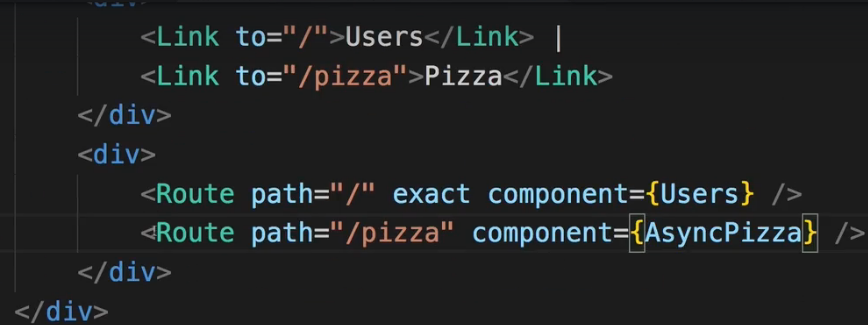 <div>
<Link to="/">Users</Link> |
<Link to="/pizza">Pizza</Link>
</div>
<div>
<Route path="/" exact component={Users} />
<Route path="/pizza" component={AsyncPizza} />
</div>
</div>